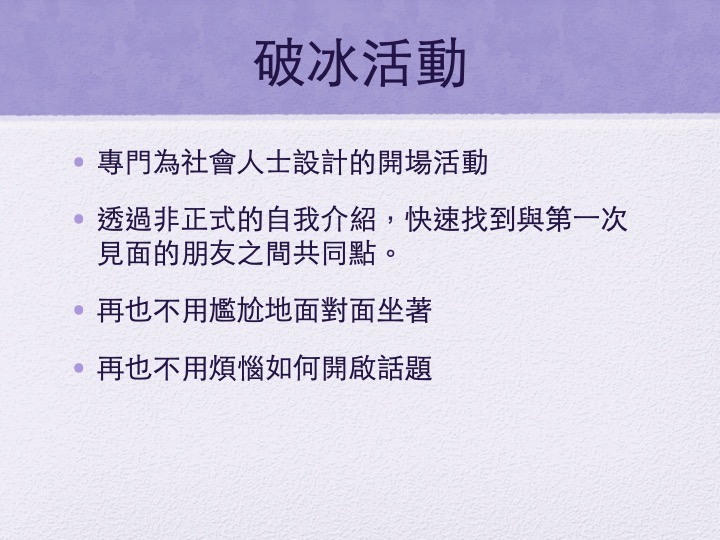 破冰活動
• 專門為社會人士設計的開場活動
• 透過非正式的自我介紹，快速找到與第一次
見面的朋友之間共同點。
• 再也不用尷尬地面對面坐著
• 再也不用煩惱如何開啟話題